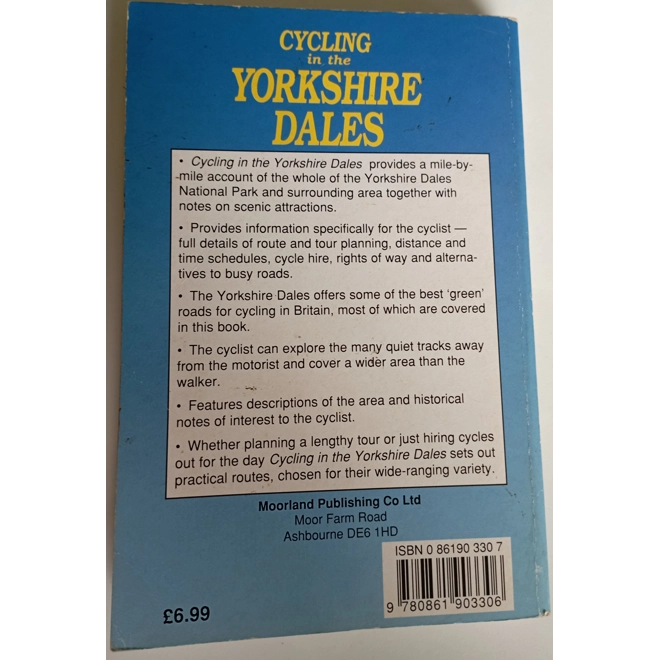 CYCLING
in the
YORKSHIRE
DALES
• Cycling in the Yorkshire Dales provides a mile-by-
-mile account of the whole of the Yorkshire Dales
National Park and surrounding area together with
notes on scenic attractions.
• Provides information specifically for the cyclist —
full details of route and tour planning, distance and
time schedules, cycle hire, rights of way and alterna-
tives to busy roads.
• The Yorkshire Dales offers some of the best 'green'
roads for cycling in Britain, most of which are covered
in this book.
• The cyclist can explore the many quiet tracks away
from the motorist and cover a wider area than the
walker.
• Features descriptions of the area and historical
notes of interest to the cyclist.
• Whether planning a lengthy tour or just hiring cycles
out for the day Cycling in the Yorkshire Dales sets out
practical routes, chosen for their wide-ranging variety.
Moorland Publishing Co Ltd
Moor Farm Road
Ashbourne DE6 1HD
ISBN 0 86190 330 7
9 780861 903306
£6.99